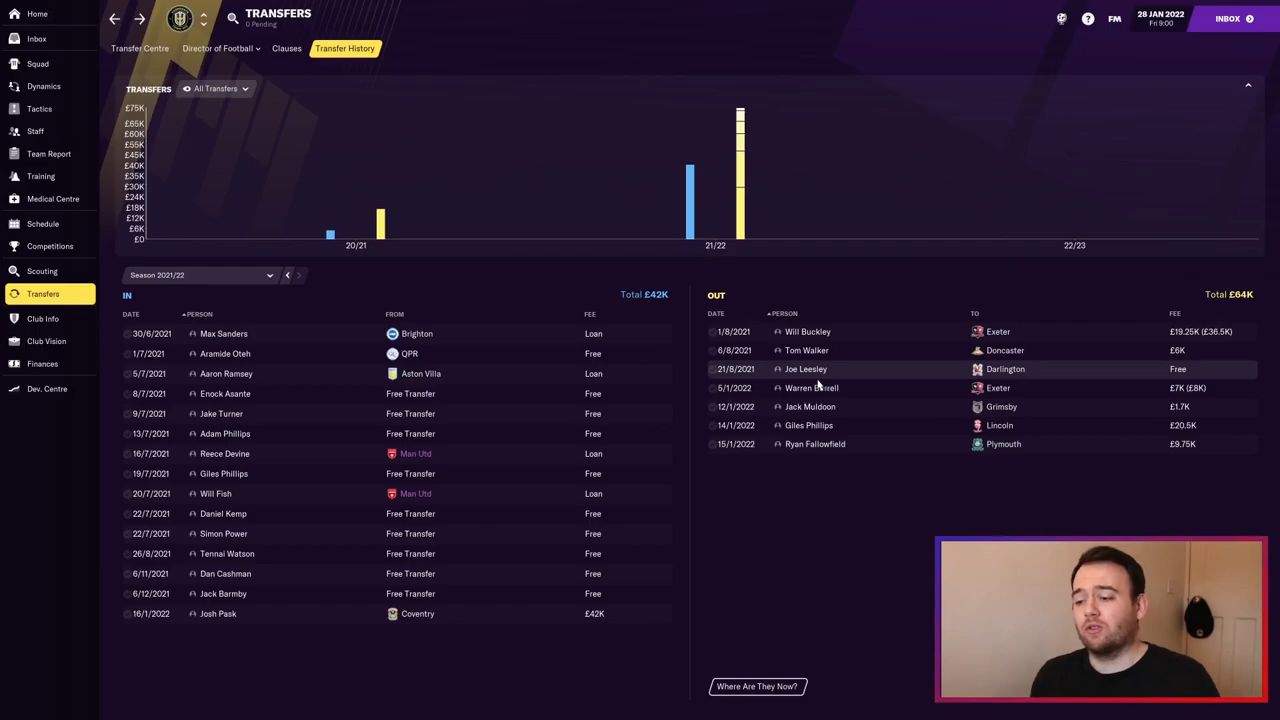 Home
Inbox
Squad
Dynamics
Tactics
Staff
Team Report
Training
Medical Centre
Schedule
Competitions
Scouting
Transfers
Club Info
Club Vision
Finances
Dev. Centre
TRANSFERS
0 Pending
FM
28 JAN 2022
Fri 9:00
INBOX
Transfer Centre Director of Football Clauses Transfer History
TRANSFERS All Transfers
£75K
£65K
£60K
£55K
£45K
£40K
£35K
£30K
£24K
£18K
£12K
£6K
£0
20/21 21/22 22/23
Season 2021/22
IN Total £42K
DATE PERSON FROM FEE
30/6/2021 Max Sanders Brighton Loan
1/7/2021 Aramide Oteh QPR Free
5/7/2021 Aaron Ramsey Aston Villa Loan
8/7/2021 Enock Asante Free Transfer Free
9/7/2021 Jake Turner Free Transfer Free
13/7/2021 Adam Phillips Free Transfer Free
16/7/2021 Reece Devine Man Utd Loan
19/7/2021 Giles Phillips Free Transfer Free
20/7/2021 Will Fish Man Utd Loan
22/7/2021 Daniel Kemp Free Transfer Free
22/7/2021 Simon Power Free Transfer Free
26/8/2021 Tennai Watson Free Transfer Free
6/11/2021 Dan Cashman Free Transfer Free
6/12/2021 Jack Barmby Free Transfer Free
16/1/2022 Josh Pask Coventry £42K
OUT Total £64K
DATE PERSON TO FEE
1/8/2021 Will Buckley Exeter £19.25K (£36.5K)
6/8/2021 Tom Walker Doncaster £6K
21/8/2021 Joe Leesley Darlington Free
5/1/2022 Warren Burrell Exeter £7K (£8K)
12/1/2022 Jack Muldoon Grimsby £1.7K
14/1/2022 Giles Phillips Lincoln £20.5K
15/1/2022 Ryan Fallowfield Plymouth £9.75K
Where Are They Now?